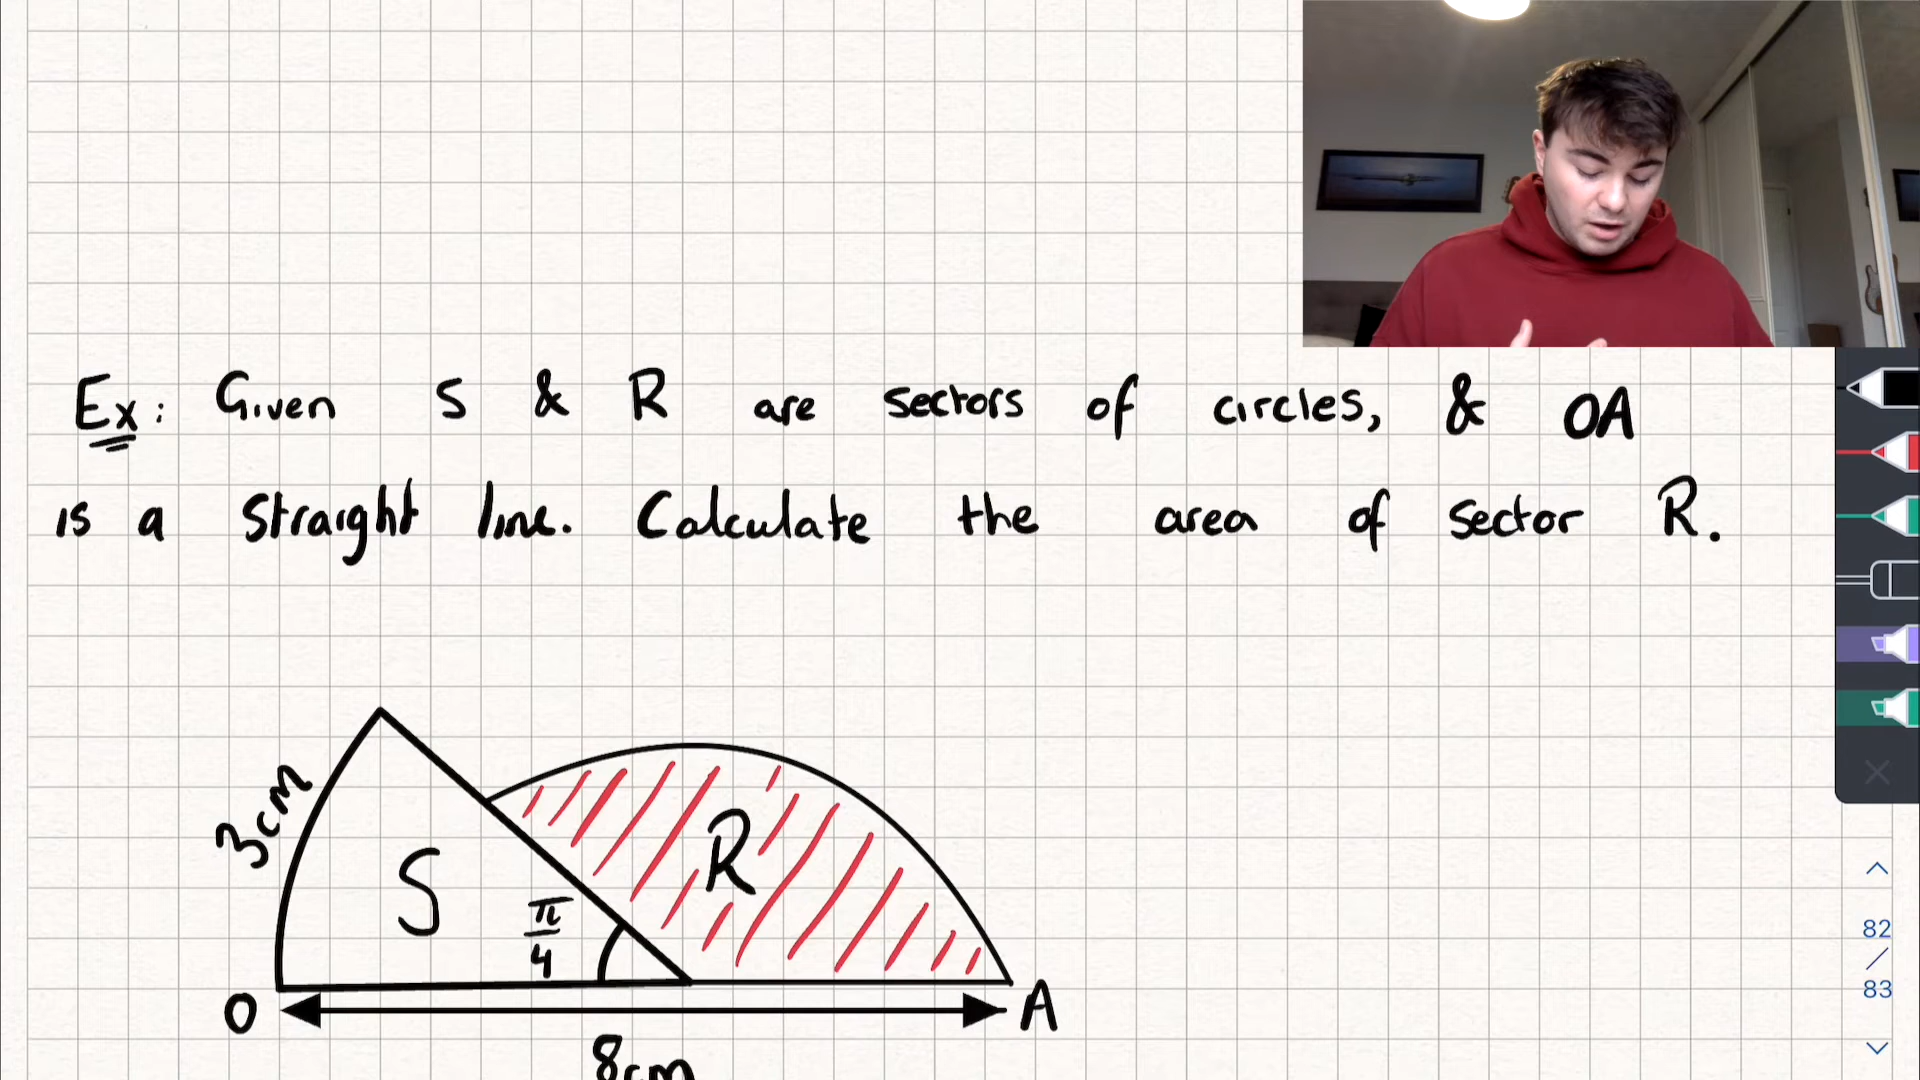 Ex: Given S & R are sectors of circles, & OA
is a straight line. Calculate the area of sector R.
3cm
S
R
π/4
O
A
8cm
82
/
83